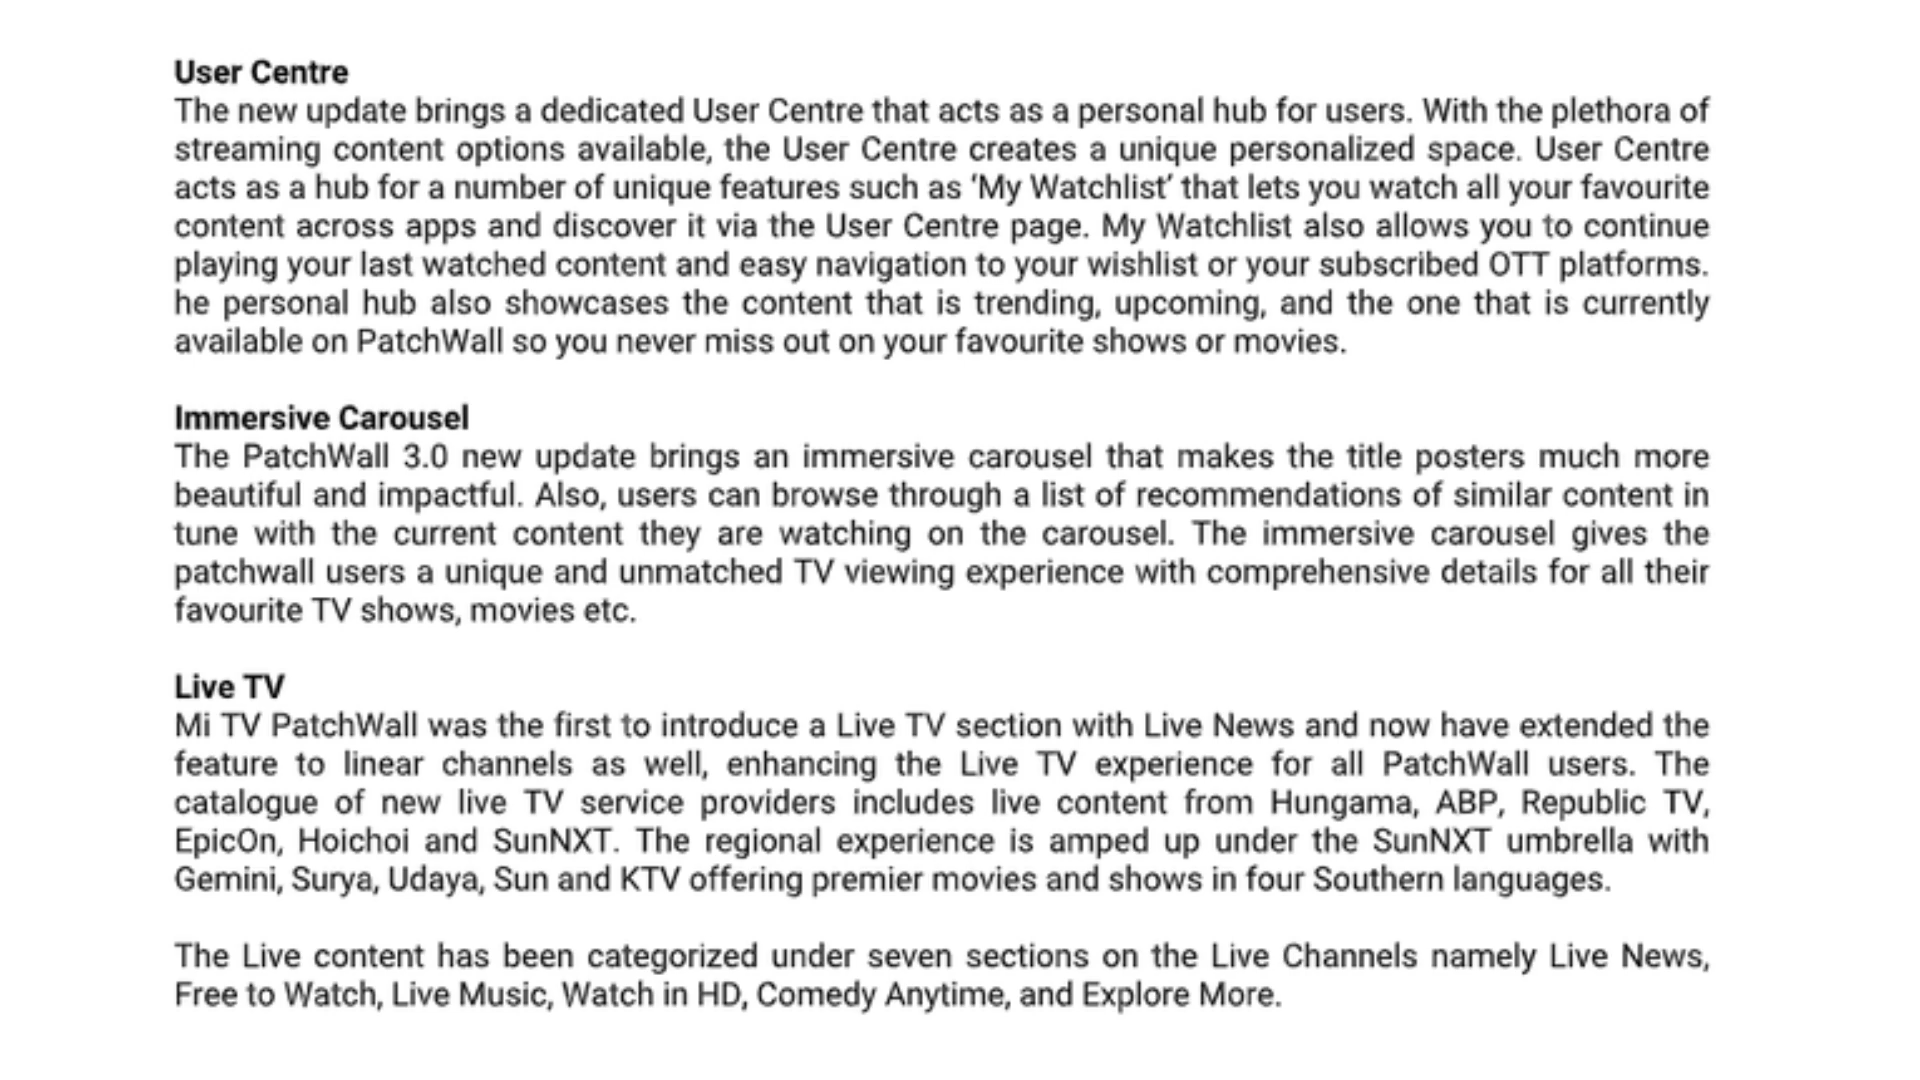 User Centre
The new update brings a dedicated User Centre that acts as a personal hub for users. With the plethora of
streaming content options available, the User Centre creates a unique personalized space. User Centre
acts as a hub for a number of unique features such as ‘My Watchlist’ that lets you watch all your favourite
content across apps and discover it via the User Centre page. My Watchlist also allows you to continue
playing your last watched content and easy navigation to your wishlist or your subscribed OTT platforms.
he personal hub also showcases the content that is trending, upcoming, and the one that is currently
available on PatchWall so you never miss out on your favourite shows or movies.
Immersive Carousel
The PatchWall 3.0 new update brings an immersive carousel that makes the title posters much more
beautiful and impactful. Also, users can browse through a list of recommendations of similar content in
tune with the current content they are watching on the carousel. The immersive carousel gives the
patchwall users a unique and unmatched TV viewing experience with comprehensive details for all their
favourite TV shows, movies etc.
Live TV
Mi TV PatchWall was the first to introduce a Live TV section with Live News and now have extended the
feature to linear channels as well, enhancing the Live TV experience for all PatchWall users. The
catalogue of new live TV service providers includes live content from Hungama, ABP, Republic TV,
EpicOn, Hoichoi and SunNXT. The regional experience is amped up under the SunNXT umbrella with
Gemini, Surya, Udaya, Sun and KTV offering premier movies and shows in four Southern languages.
The Live content has been categorized under seven sections on the Live Channels namely Live News,
Free to Watch, Live Music, Watch in HD, Comedy Anytime, and Explore More.